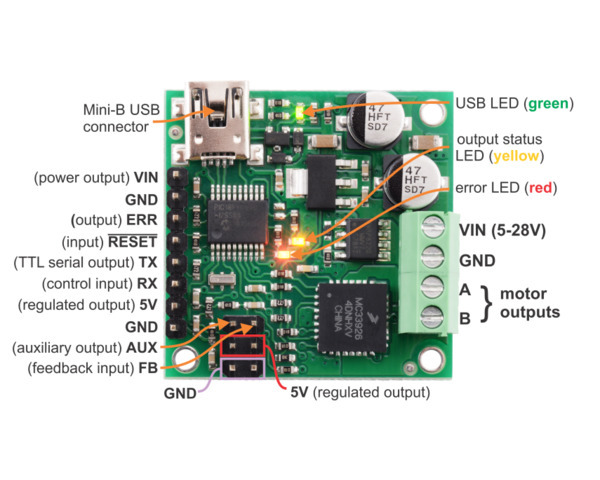 Mini-B USB
connector
USB LED (green)
output status
LED (yellow)
error LED (red)
(power output) VIN
GND
(output) ERR
(input) RESET
(TTL serial output) TX
(control input) RX
(regulated output) 5V
GND
(auxiliary output) AUX
(feedback input) FB
GND
5V (regulated output)
VIN (5-28V)
GND
A
B
motor
outputs
47
HFT
SD7
47
HFT
SD7
MC33926
4DNHXV
CHINA